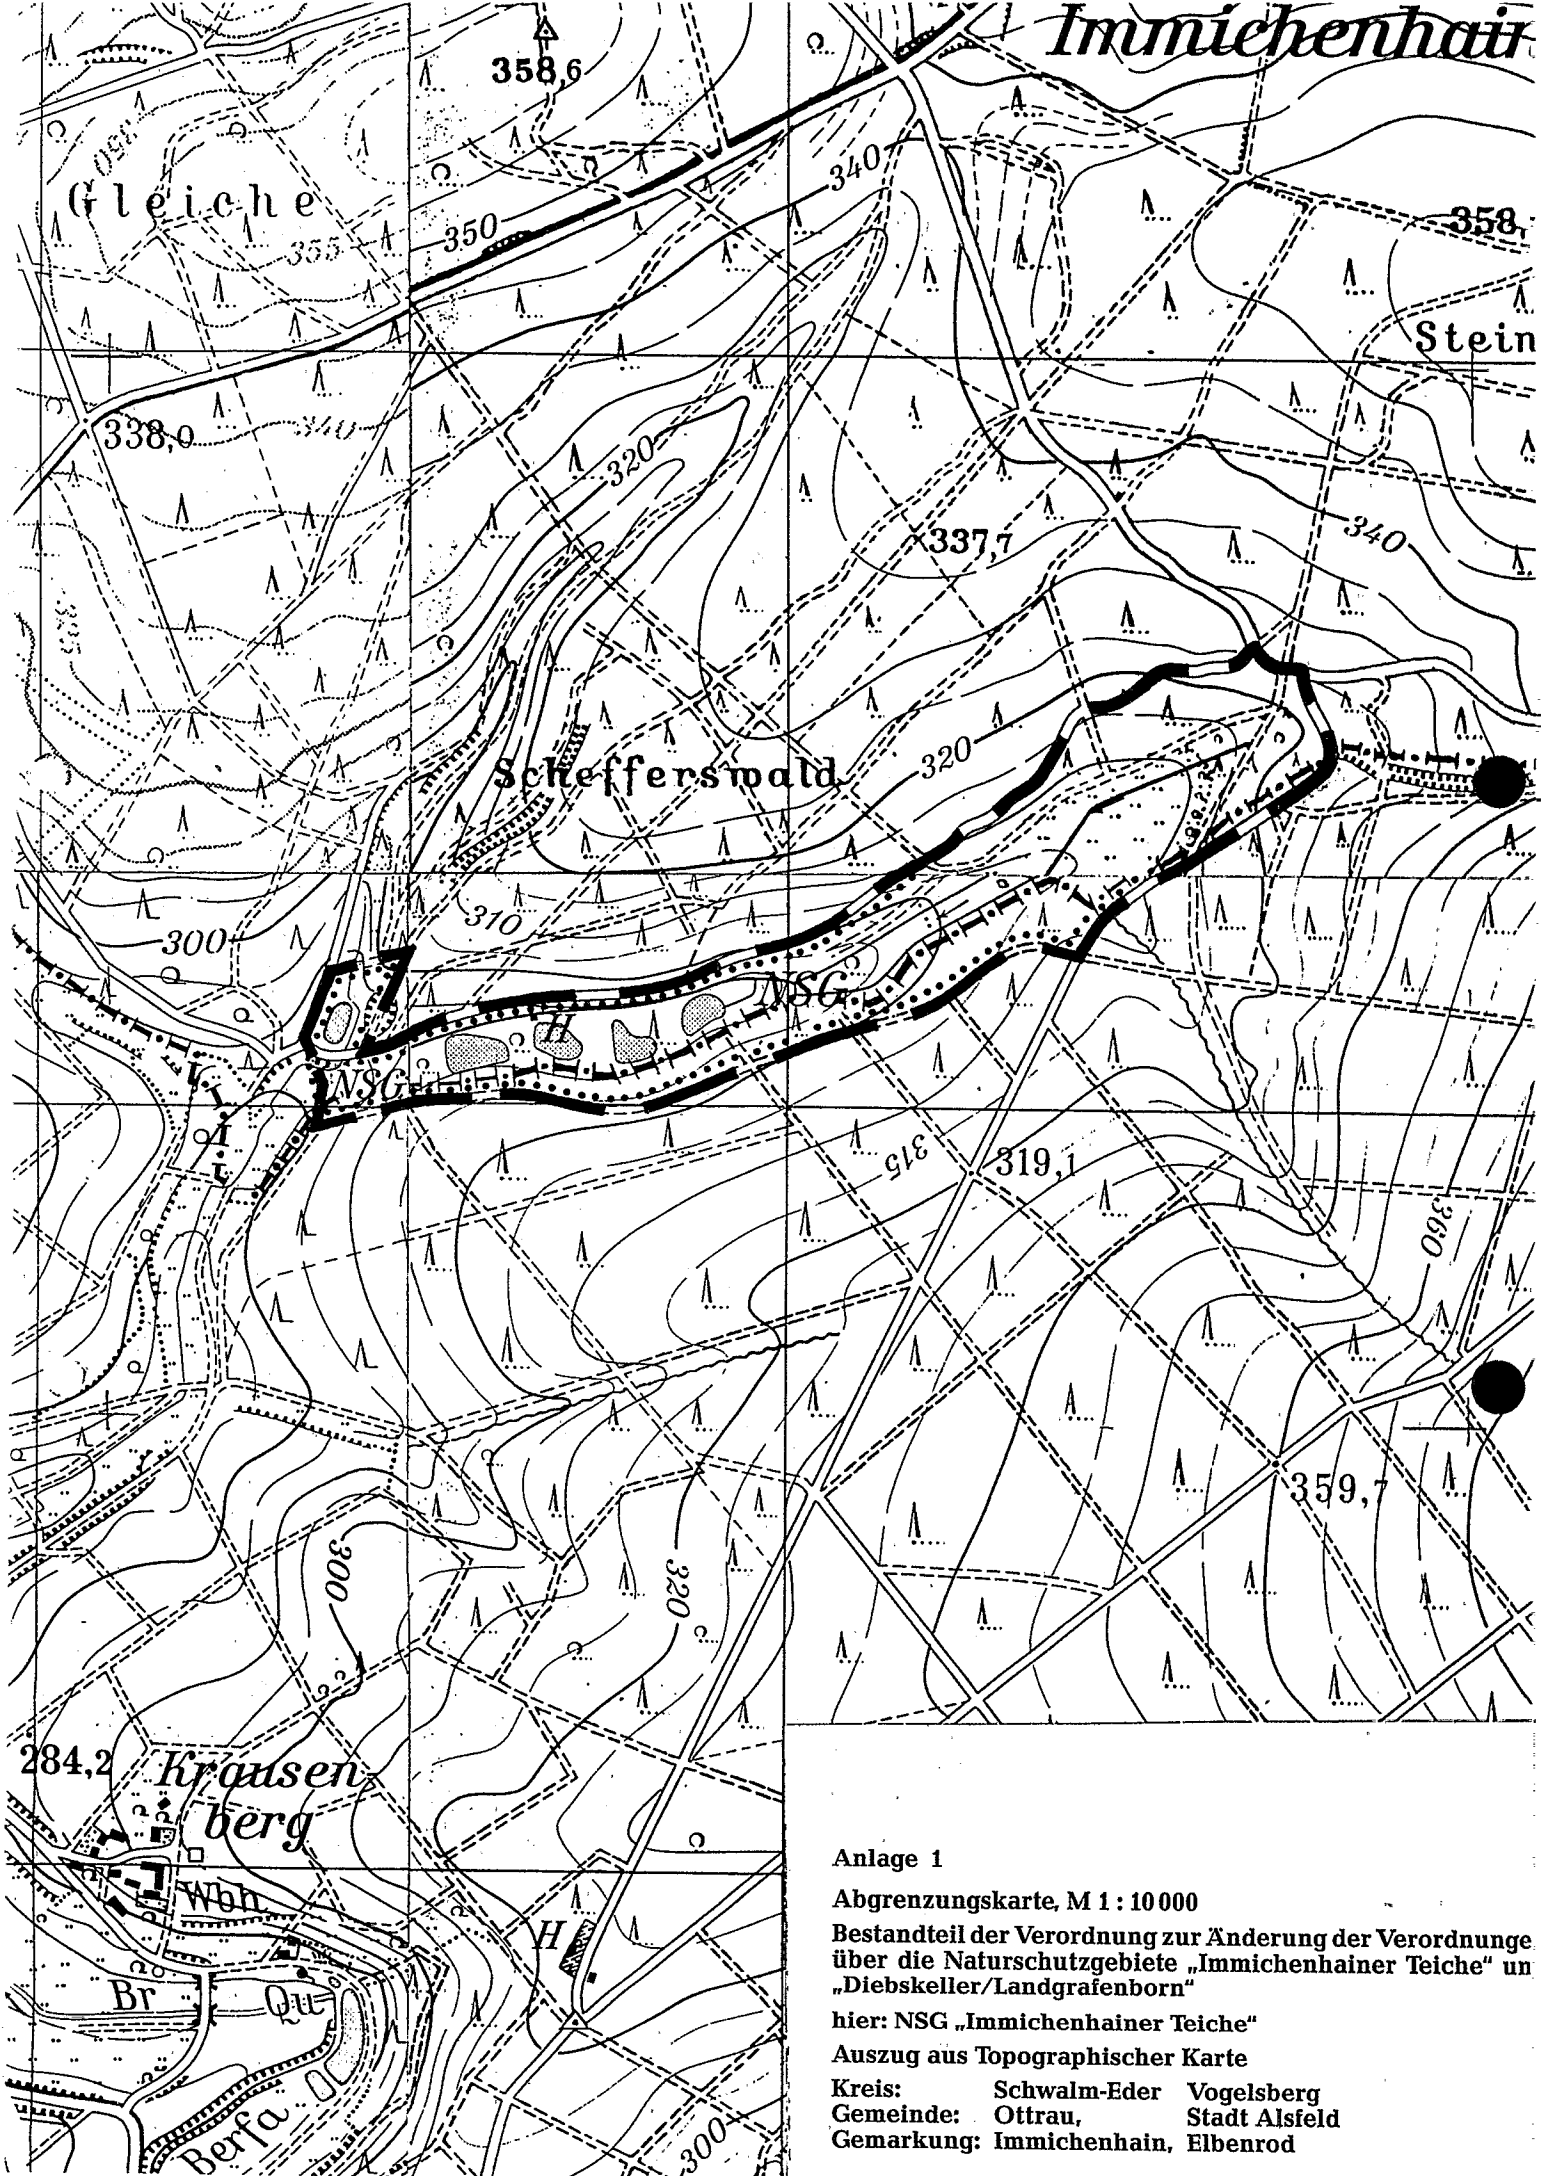 Immichenhain
358,6
350
Gleiche
355
350
340
358,
Stein
338,0
340
320
337,7
340
Schefferswald
320
310
300
NSG
H
NSG
315
319,1
360
359,7
300
320
284,2
Krausen
berg
Wbh
H
Br
Qu
Berfa
300
Anlage 1
Abgrenzungskarte, M 1 : 10 000
Bestandteil der Verordnung zur Änderung der Verordnunge
über die Naturschutzgebiete „Immichenhainer Teiche“ un
„Diebskeller/Landgrafenborn“
hier: NSG „Immichenhainer Teiche“
Auszug aus Topographischer Karte
Kreis: Schwalm-Eder Vogelsberg
Gemeinde: Ottrau, Stadt Alsfeld
Gemarkung: Immichenhain, Elbenrod